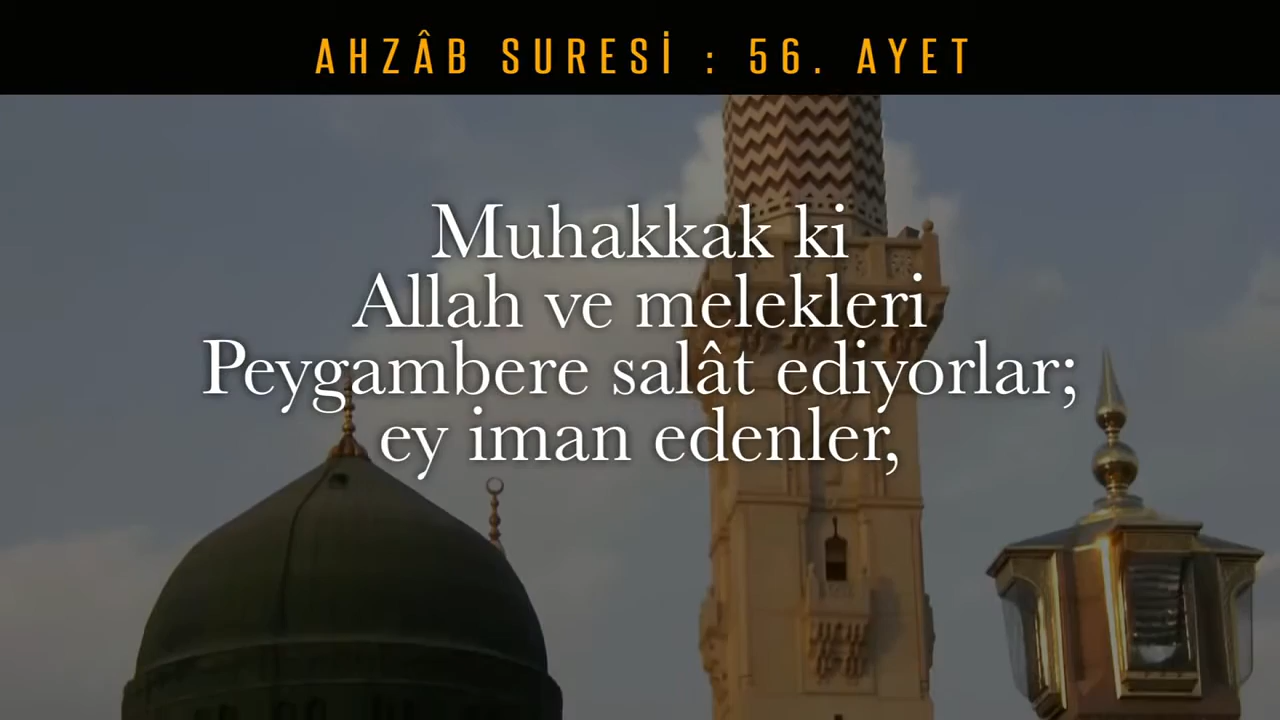 AHZÂB SURESİ : 56. AYET
Muhakkak ki
Allah ve melekleri
Peygambere salât ediyorlar;
ey iman edenler,